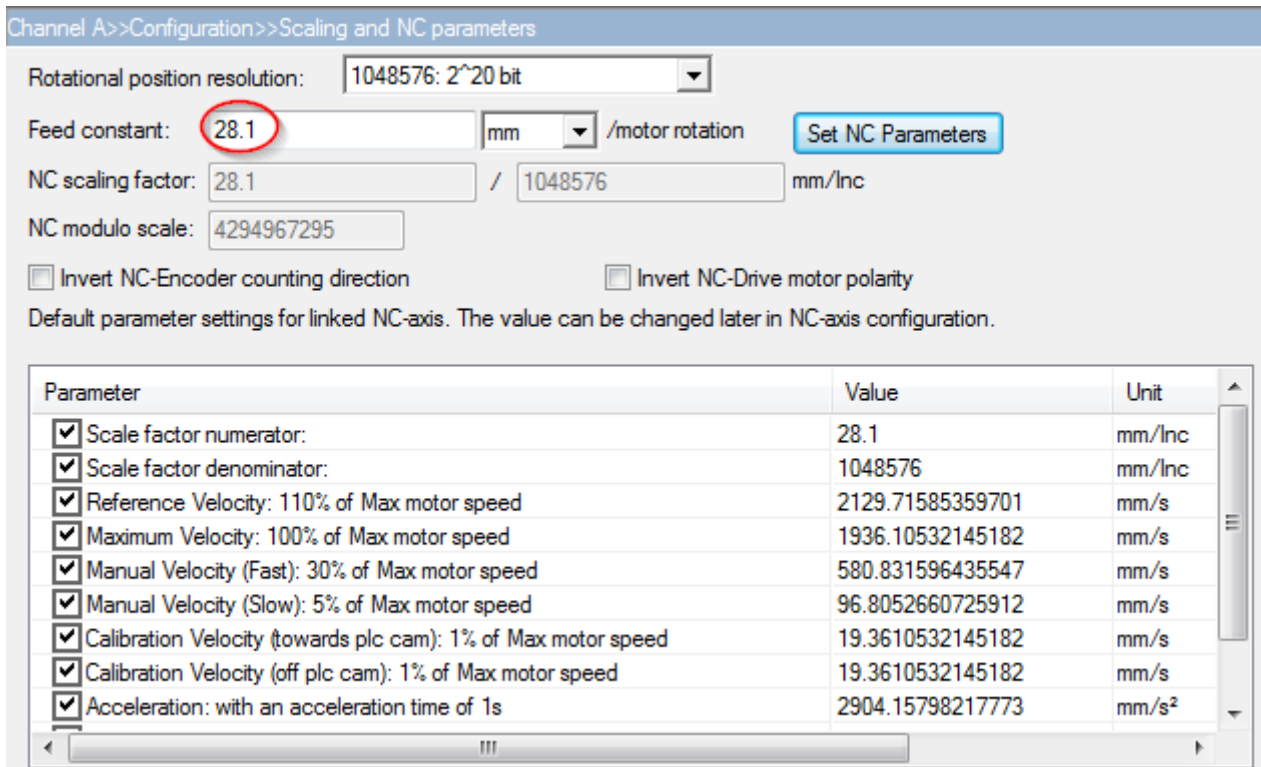 Channel A>>Configuration>>Scaling and NC parameters
Rotational position resolution: 1048576: 2^20 bit
Feed constant: 28.1 mm /motor rotation Set NC Parameters
NC scaling factor: 28.1 / 1048576 mm/Inc
NC modulo scale: 4294967295
Invert NC-Encoder counting direction Invert NC-Drive motor polarity
Default parameter settings for linked NC-axis. The value can be changed later in NC-axis configuration.
Parameter Value Unit
Scale factor numerator: 28.1 mm/Inc
Scale factor denominator: 1048576 mm/Inc
Reference Velocity: 110% of Max motor speed 2129.71585359701 mm/s
Maximum Velocity: 100% of Max motor speed 1936.10532145182 mm/s
Manual Velocity (Fast): 30% of Max motor speed 580.831596435547 mm/s
Manual Velocity (Slow): 5% of Max motor speed 96.8052660725912 mm/s
Calibration Velocity (towards plc cam): 1% of Max motor speed 19.3610532145182 mm/s
Calibration Velocity (off plc cam): 1% of Max motor speed 19.3610532145182 mm/s
Acceleration: with an acceleration time of 1s 2904.15798217773 mm/s²